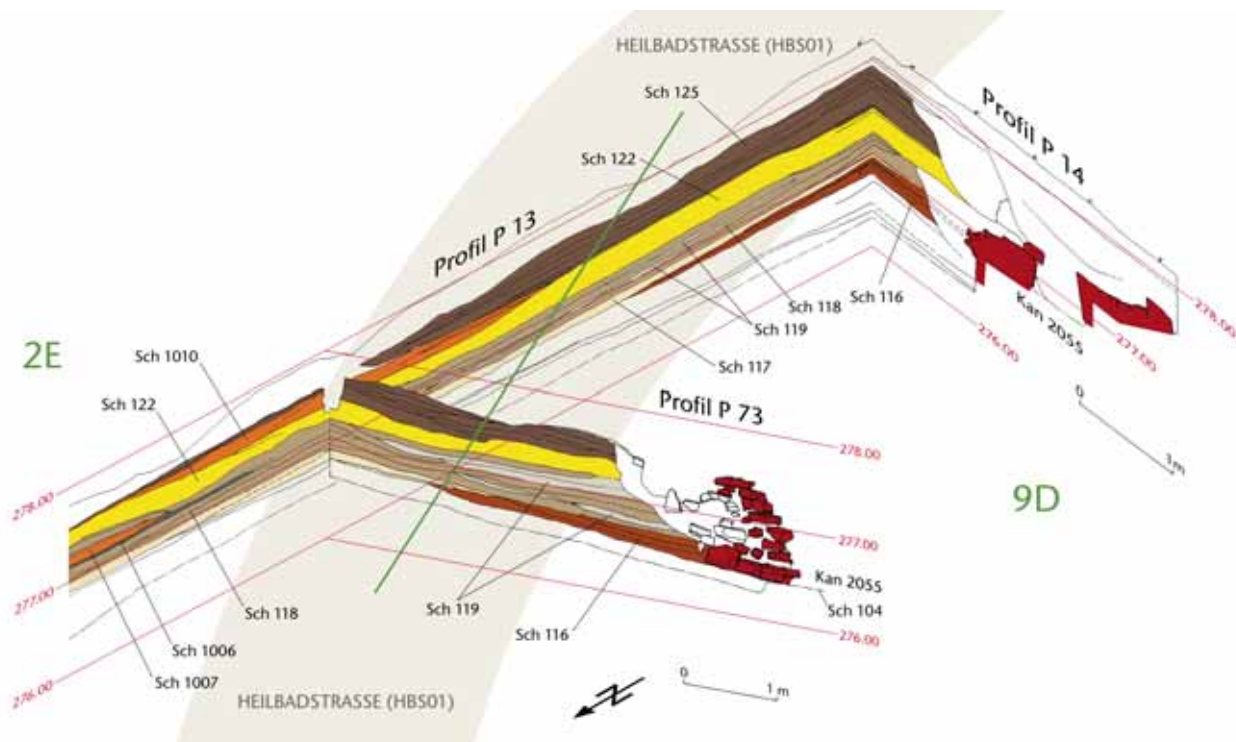 HEILBADSTRASSE (HBS01)
Sch 125
Profil P 14
Sch 122
Profil P 13
278.00
Sch 116
Sch 118
Kan 2055
277.00
276.00
Sch 119
2E
Sch 1010
Sch 117
0
1m
Sch 122
Profil P 73
278.00
278.00
9D
277.00
Kan 2055
277.00
Sch 118
Sch 119
Sch 104
Sch 116
276.00
Sch 1006
276.00
Sch 1007
0
1 m
N
HEILBADSTRASSE (HBS01)